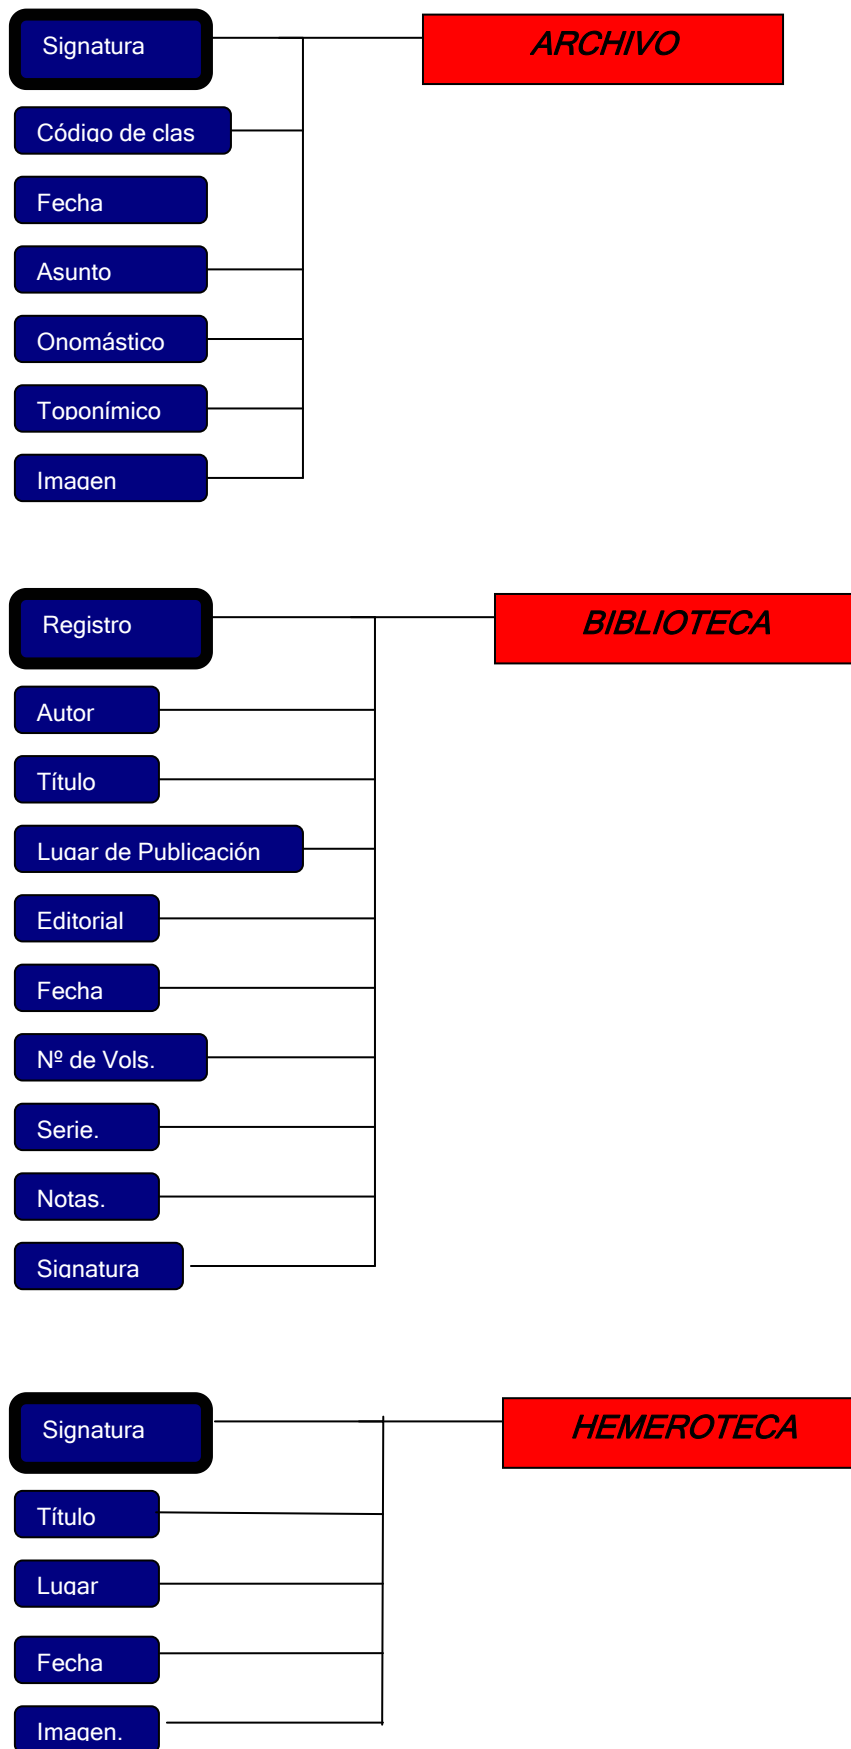 Signatura
ARCHIVO
Código de clas
Fecha
Asunto
Onomástico
Toponímico
Imagen
Registro
BIBLIOTECA
Autor
Título
Lugar de Publicación
Editorial
Fecha
Nº de Vols.
Serie.
Notas.
Signatura
Signatura
HEMEROTECA
Título
Lugar
Fecha
Imagen.